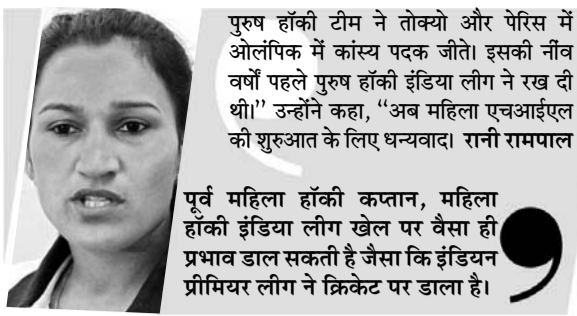 पुरुष हॉकी टीम ने तोक्यो और पेरिस में
ओलंपिक में कांस्य पदक जीते। इसकी नींव
वर्षों पहले पुरुष हॉकी इंडिया लीग ने रख दी
थी।’’ उन्होंने कहा, ‘‘अब महिला एचआईएल
की शुरुआत के लिए धन्यवाद। रानी रामपाल
पूर्व महिला हॉकी कप्तान, महिला
हॉकी इंडिया लीग खेल पर वैसा ही
प्रभाव डाल सकती है जैसा कि इंडियन
प्रीमियर लीग ने क्रिकेट पर डाला है।